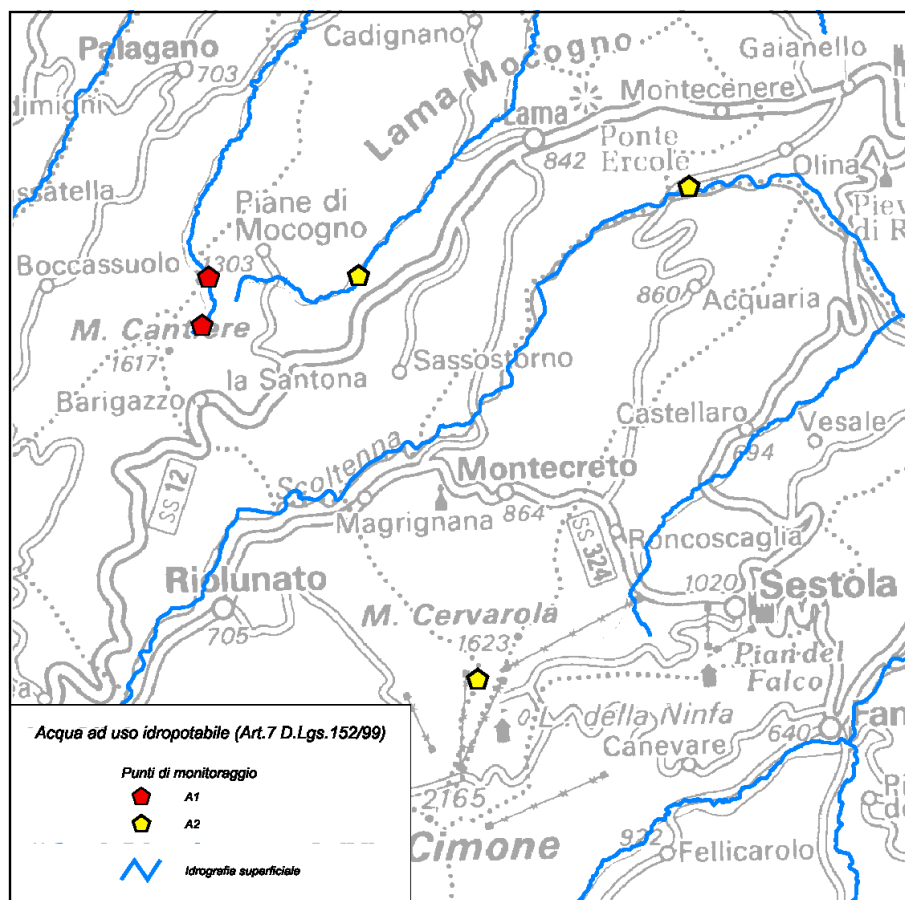 Cadignano
Gaianello
Palagano
703
Lama Mocogno
Montecenere
Lama
842
Ponte
Ercole
Olina
Piane di
Mocogno
Boccassuolo
1303
860
Acquaria
M. Cantiere
1617
la Santona
Sassostorno
Barigazzo
Castellaro
Vesale
694
Scoltenna
SS 12
Montecreto
Magrignana
864
SS 324
Roncoscaglia
Riolunato
705
1020
Sestola
M. Cervarola
1623
Pian del
Falco
L. della Ninfa
640
Canevare
2165
Cimone
932
Fellicarolo
Acqua ad uso idropotabile (Art.7 D.Lgs.152/99)
Punti di monitoraggio
A1
A2
Idrografia superficiale